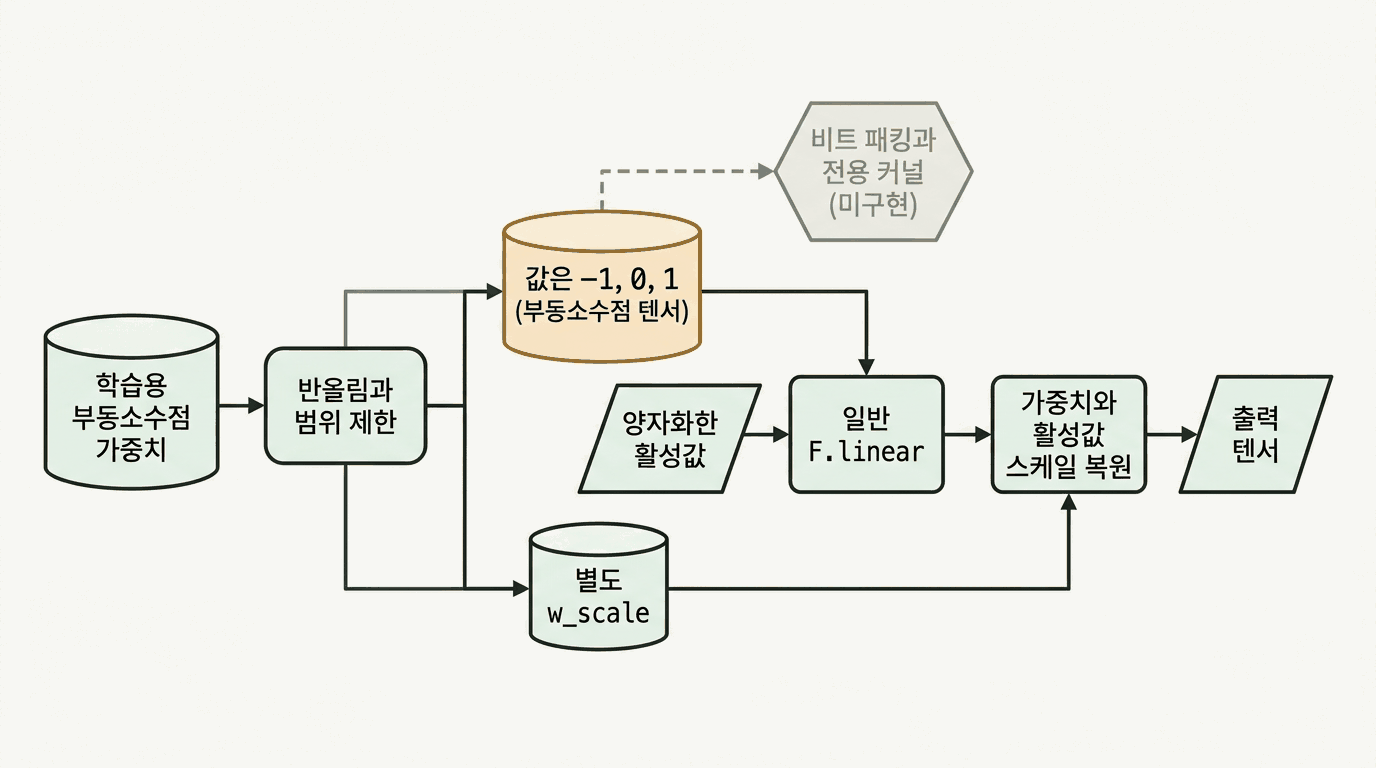 비트 패킹과
전용 커널
(미구현)
값은 −1, 0, 1
(부동소수점 텐서)
학습용
부동소수점
가중치
반올림과
범위 제한
양자화한
활성값
일반
F.linear
가중치와
활성값
스케일 복원
출력
텐서
별도
w_scale